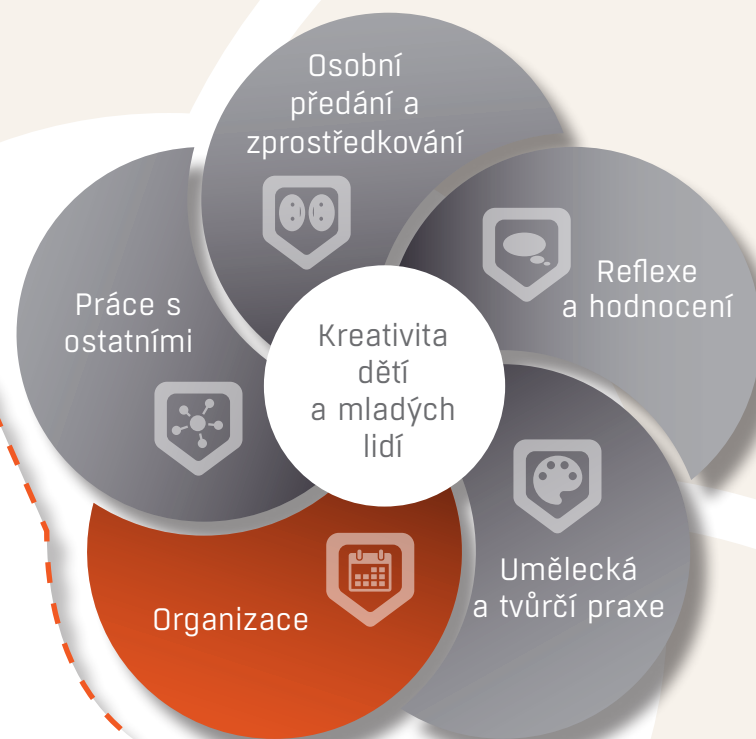 Osobní
předání a
zprostředkování
Reflexe
a hodnocení
Práce s
ostatními
Kreativita
dětí
a mladých
lidí
Umělecká
a tvůrčí praxe
Organizace